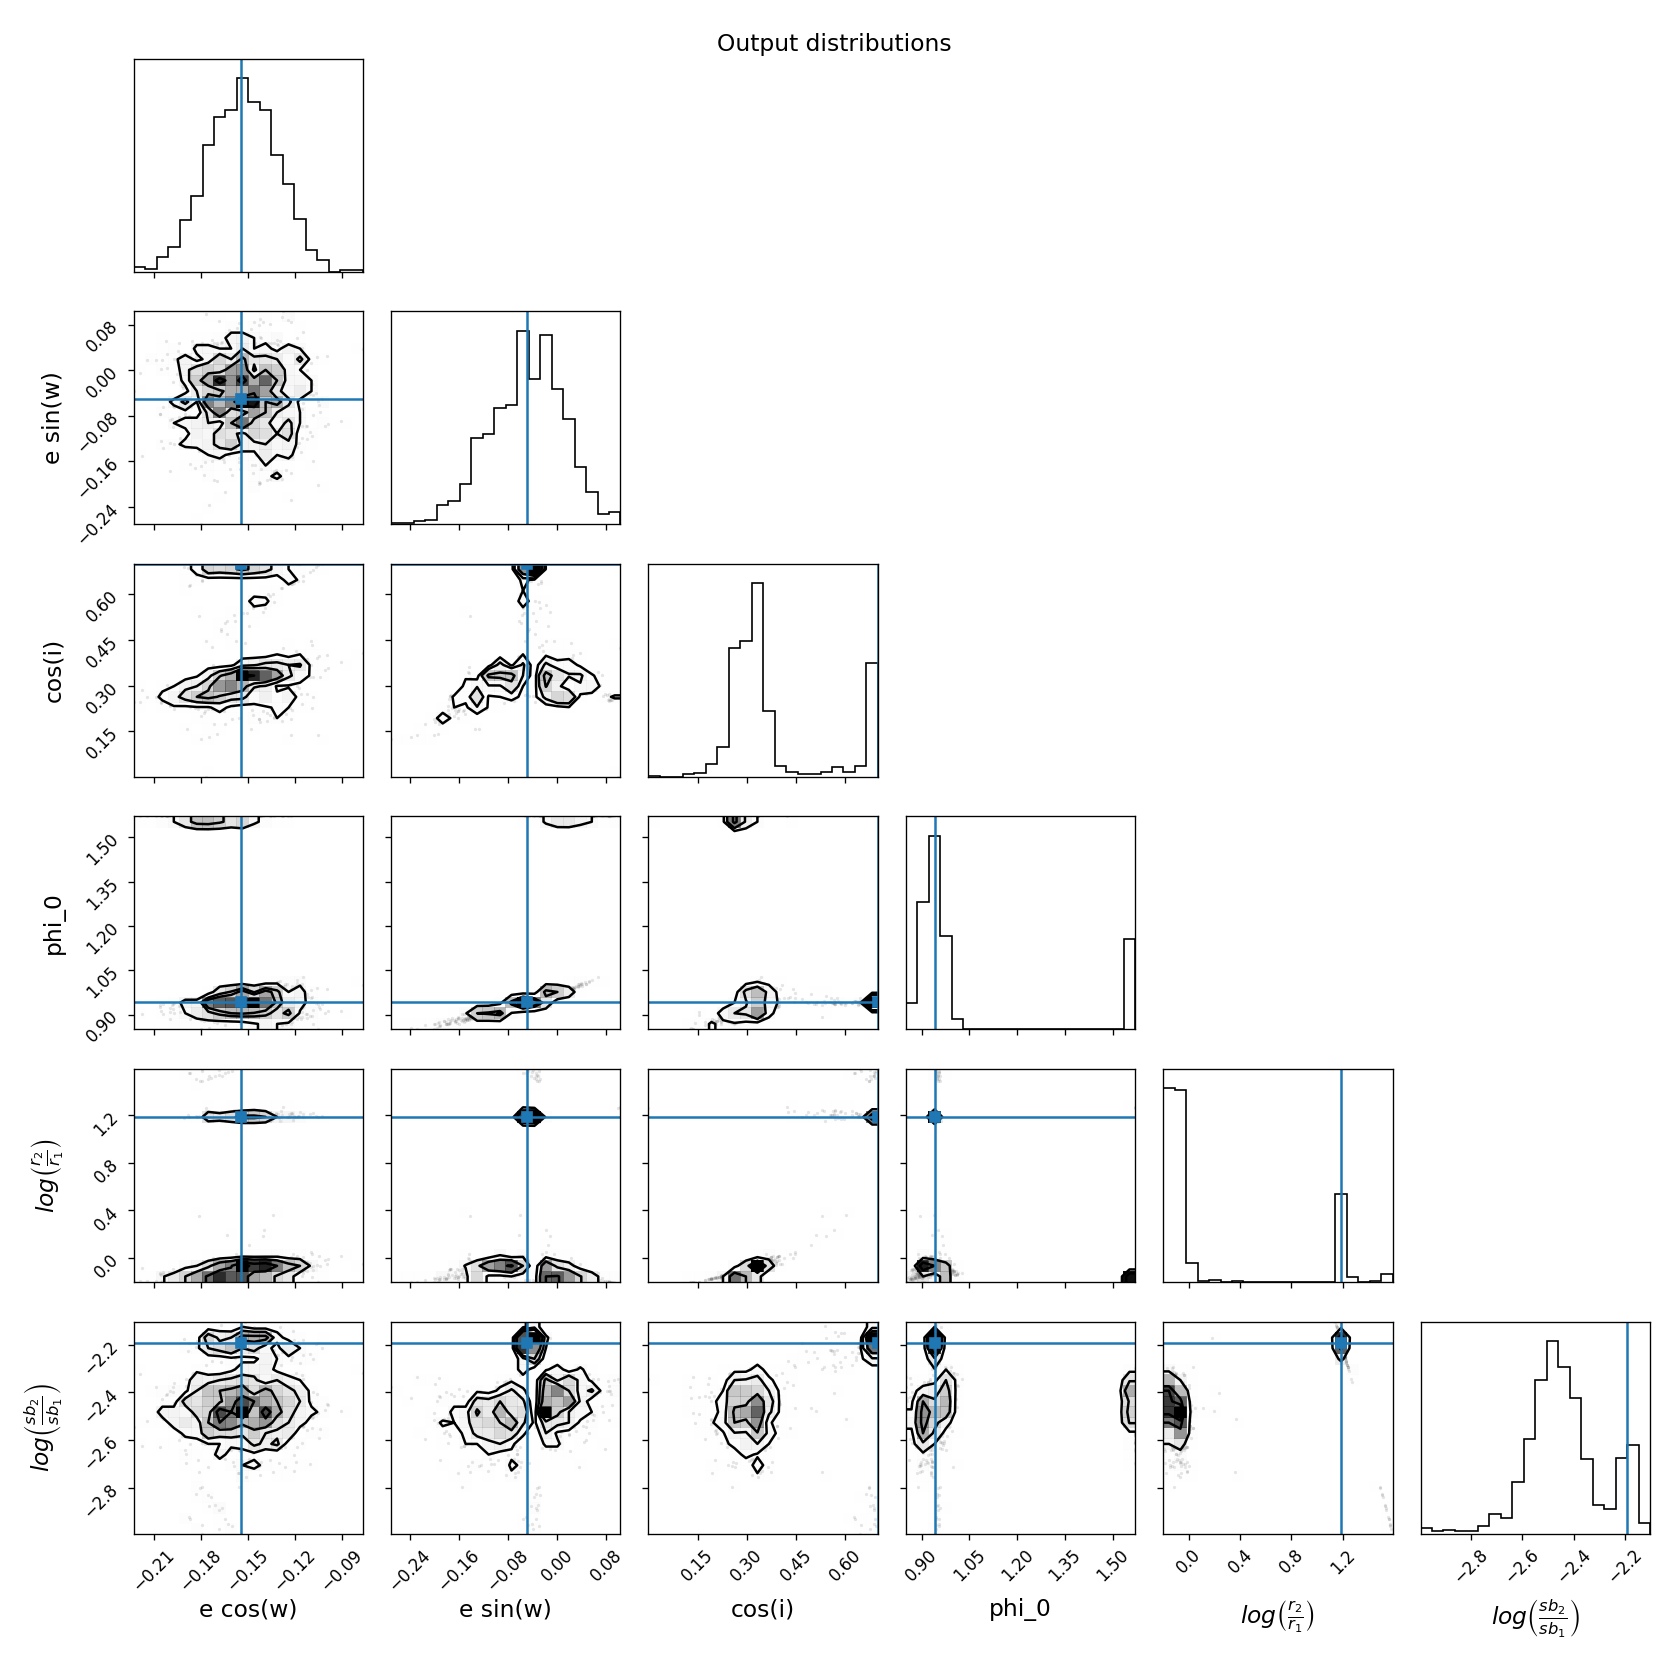 Output distributions
0.08
0.00
−0.08
−0.16
−0.24
e sin(w)
0.60
0.45
0.30
0.15
cos(i)
1.50
1.35
1.20
1.05
0.90
phi_0
1.2
0.8
0.4
0.0
log(r₂/r₁)
−2.2
−2.4
−2.6
−2.8
log(sb₂/sb₁)
−0.21 −0.18 −0.15 −0.12 −0.09
−0.24 −0.16 −0.08 0.00 0.08
0.15 0.30 0.45 0.60
0.90 1.05 1.20 1.35 1.50
0.0 0.4 0.8 1.2
−2.8 −2.6 −2.4 −2.2
e cos(w) e sin(w) cos(i) phi_0 log(r₂/r₁) log(sb₂/sb₁)